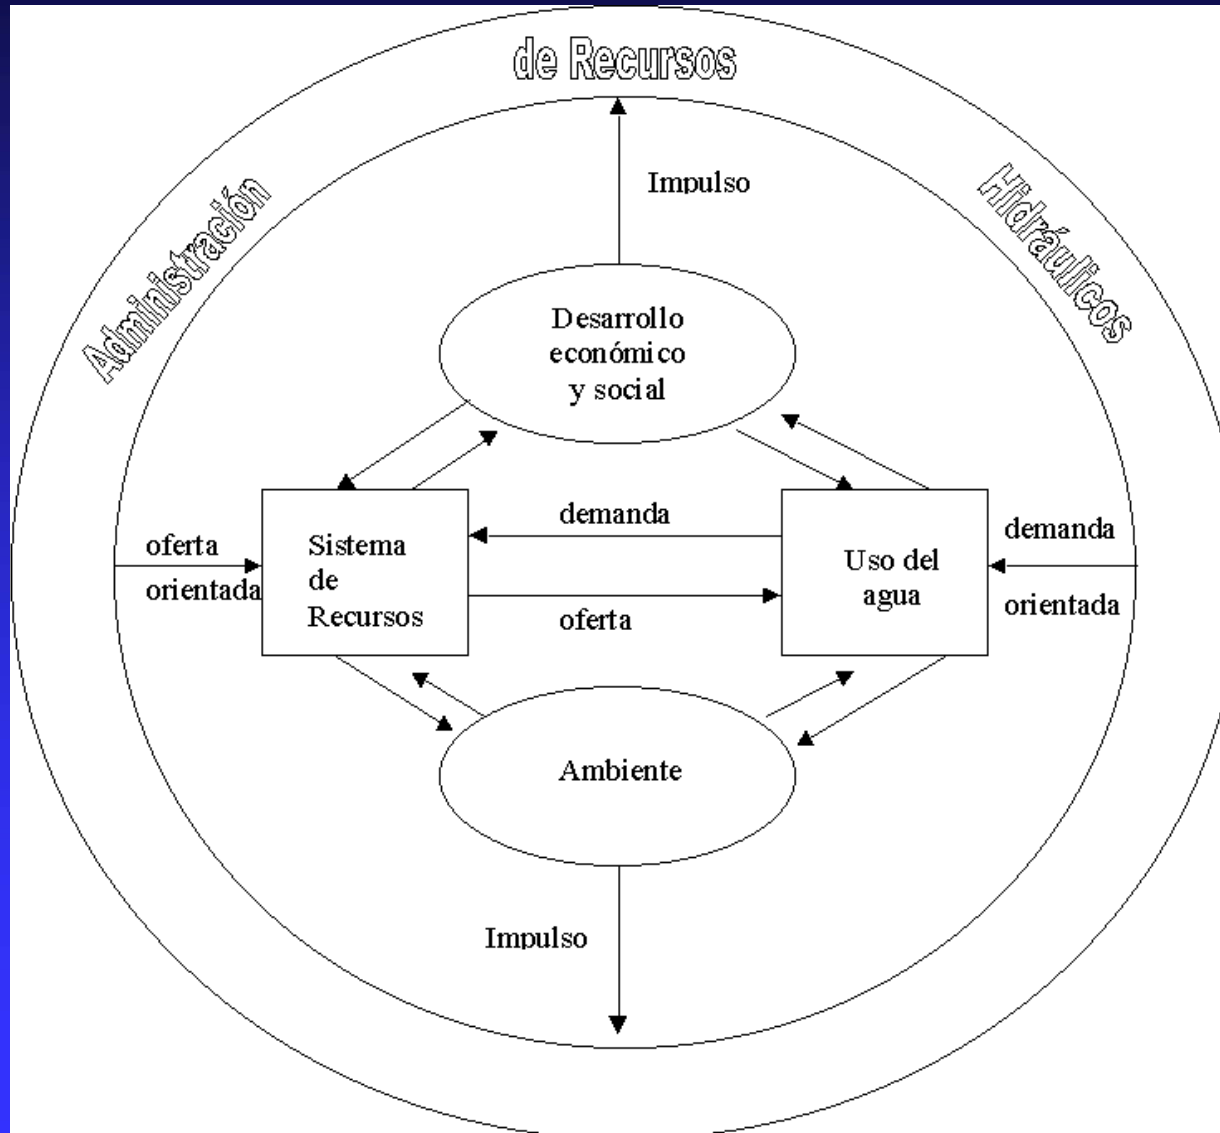 Administración
de Recursos
Hidráulicos
Impulso
Desarrollo
económico
y social
demanda
oferta
orientada
Sistema
de
Recursos
oferta
Uso del
agua
demanda
orientada
Ambiente
Impulso